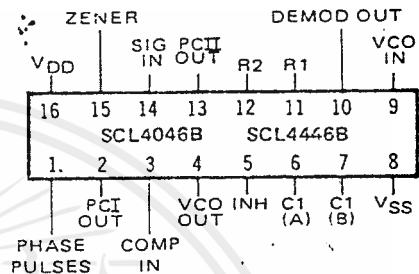 ZENER DEMOD OUT
SIG IN PCII OUT VCO IN
VDD R2 R1
16 15 14 13 12 11 10 9
SCL4046B SCL4446B
1. 2 3 4 5 6 7 8
PCI OUT VCO OUT INH C1 (A) C1 (B) VSS
PHASE PULSES COMP IN